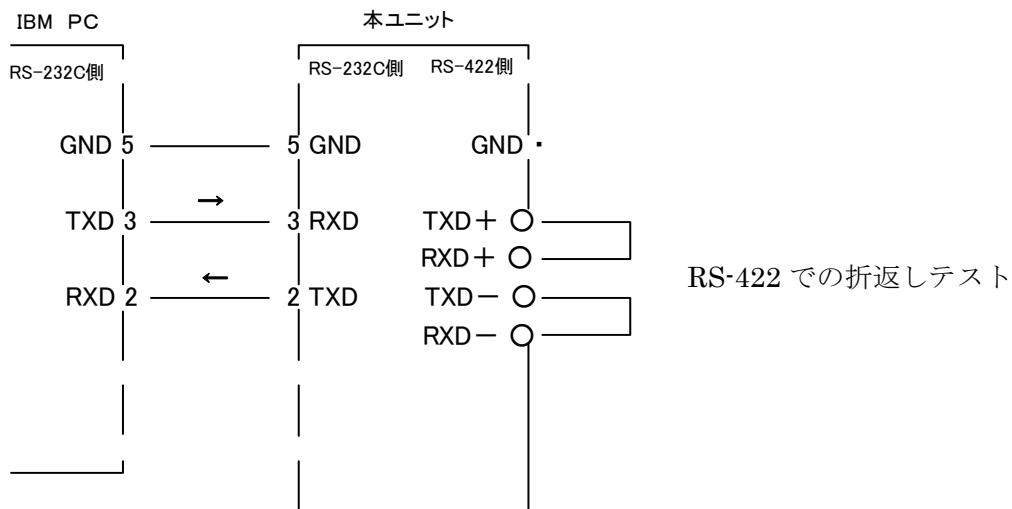 IBM PC 本ユニット
RS-232C側 RS-232C側 RS-422側
GND 5 5 GND GND
→
TXD 3 3 RXD TXD+
RXD+
←
RXD 2 2 TXD TXD-
RXD-
RS-422 での折返しテスト